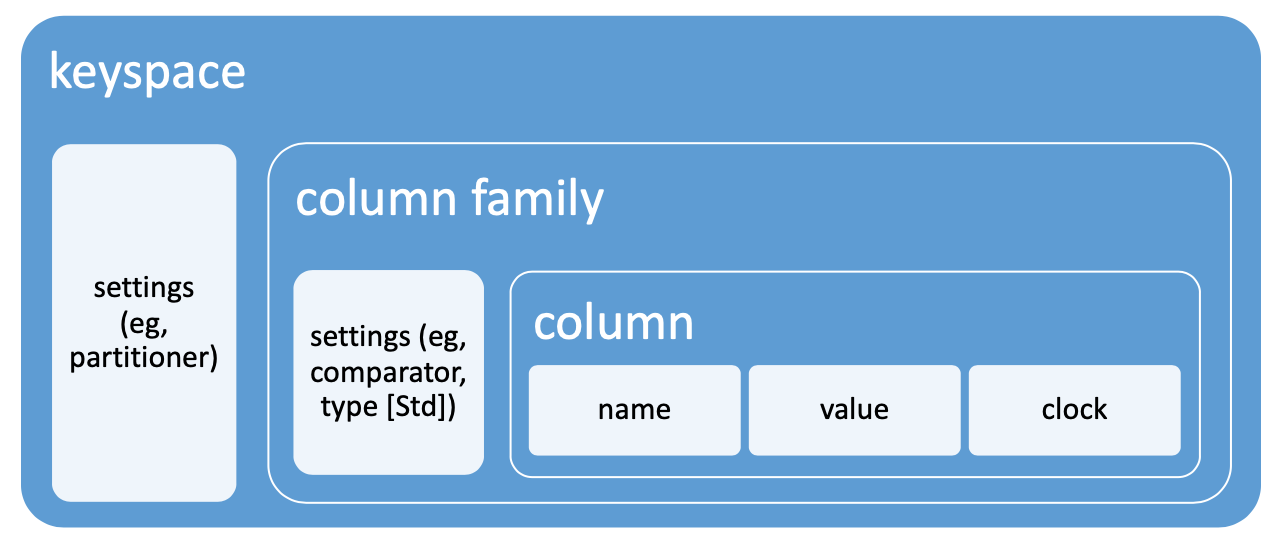 keyspace
settings
(eg,
partitioner)
column family
settings (eg,
comparator,
type [Std])
column
name
value
clock